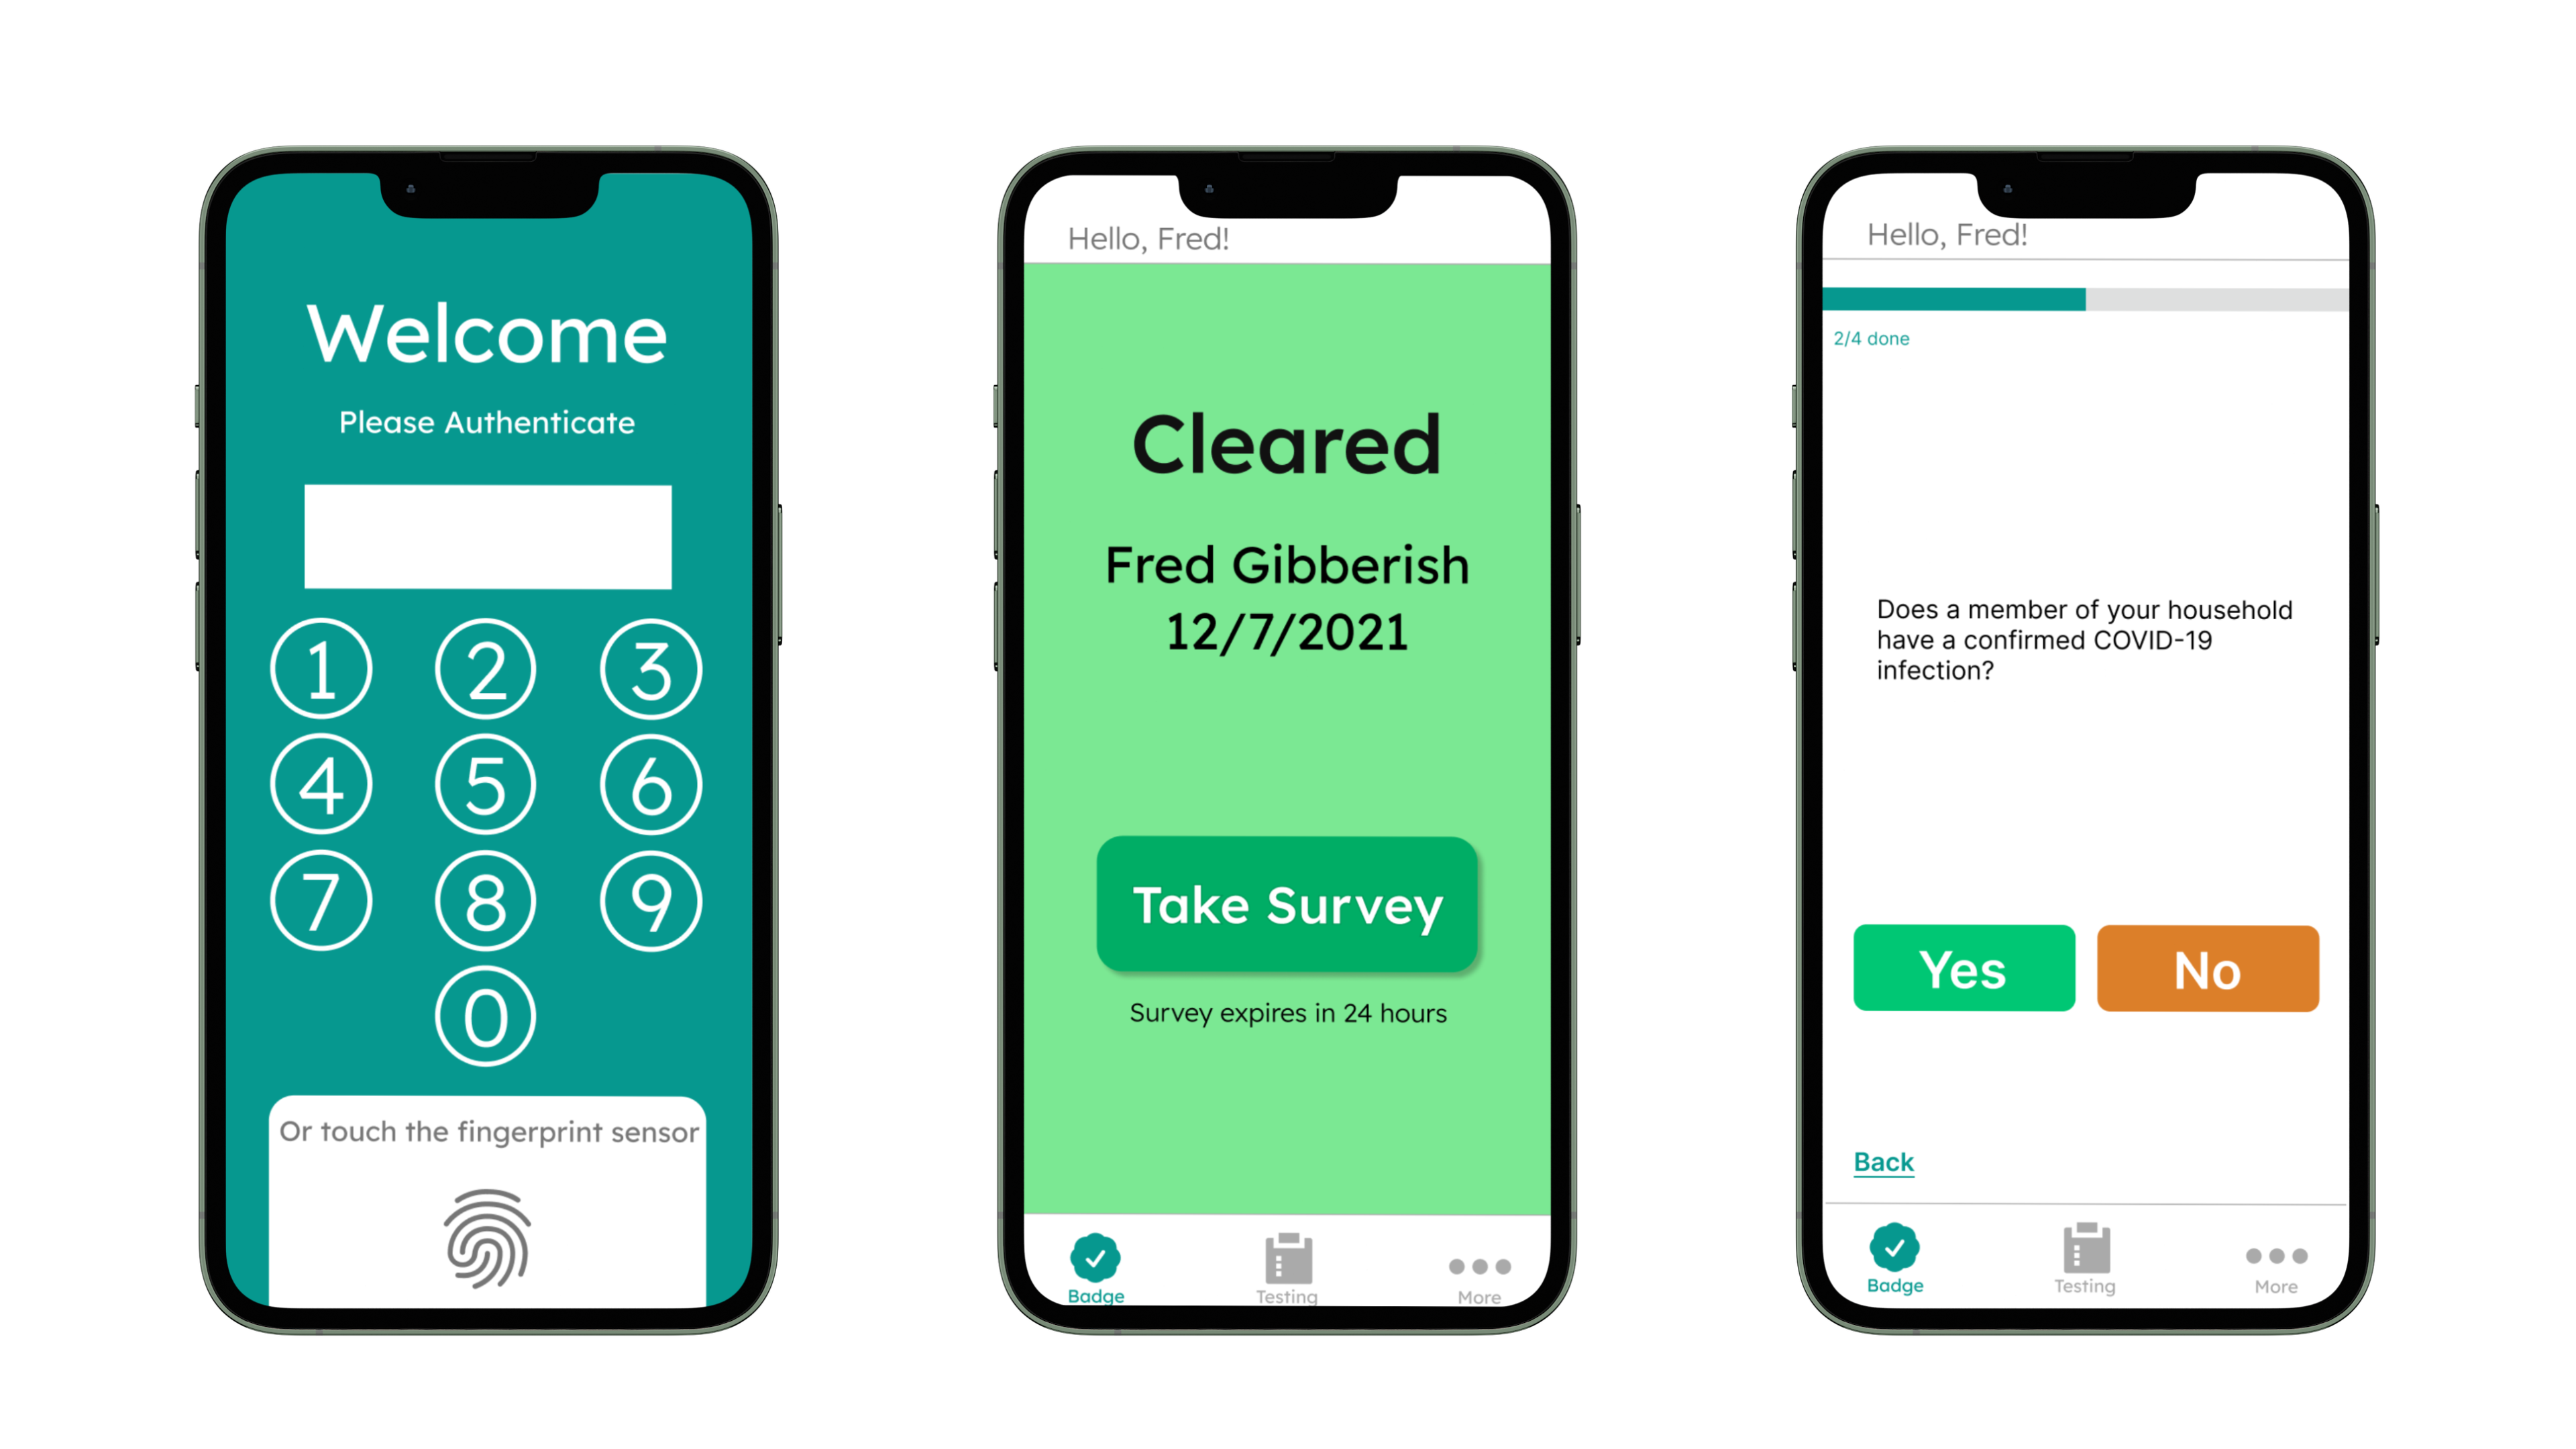 Welcome
Please Authenticate
1 2 3
4 5 6
7 8 9
0
Or touch the fingerprint sensor
Hello, Fred!
Cleared
Fred Gibberish
12/7/2021
Take Survey
Survey expires in 24 hours
Badge Testing More
Hello, Fred!
2/4 done
Does a member of your household
have a confirmed COVID-19
infection?
Yes No
Back
Badge Testing More